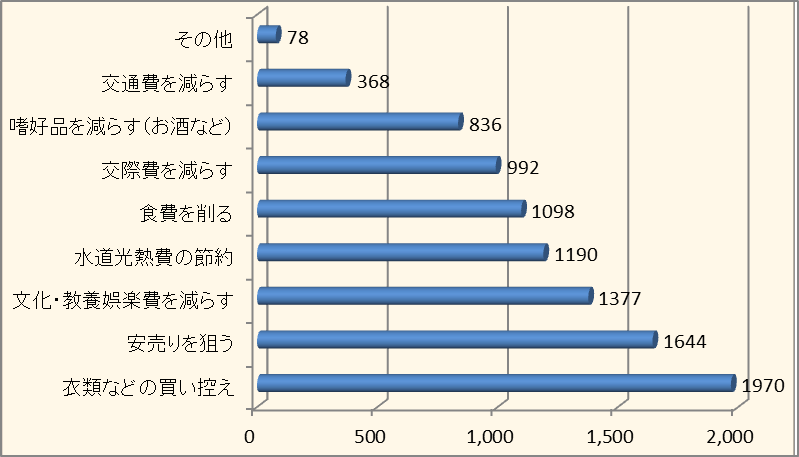 その他 78
交通費を減らす 368
嗜好品を減らす(お酒など) 836
交際費を減らす 992
食費を削る 1098
水道光熱費の節約 1190
文化・教養娯楽費を減らす 1377
安売りを狙う 1644
衣類などの買い控え 1970
0 500 1,000 1,500 2,000